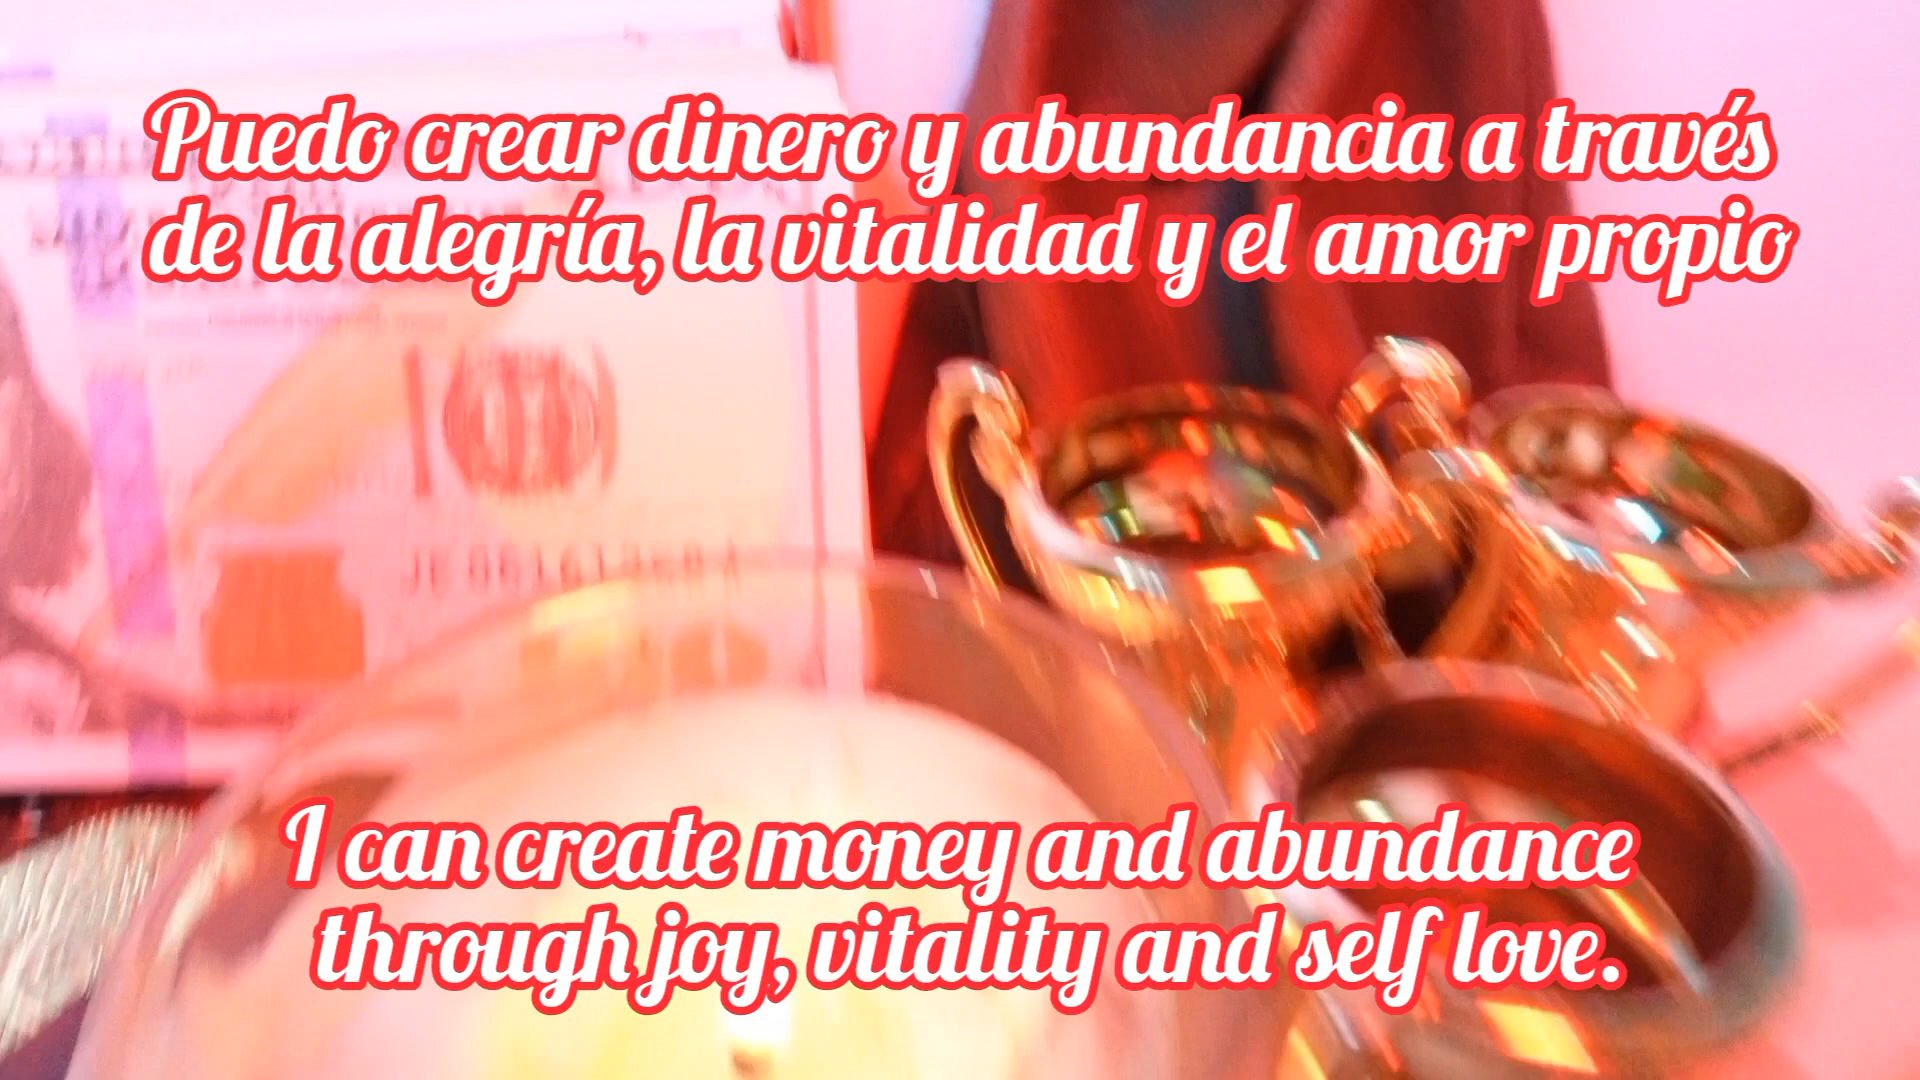 Puedo crear dinero y abundancia a través
de la alegría, la vitalidad y el amor propio
I can create money and abundance
through joy, vitality and self love.